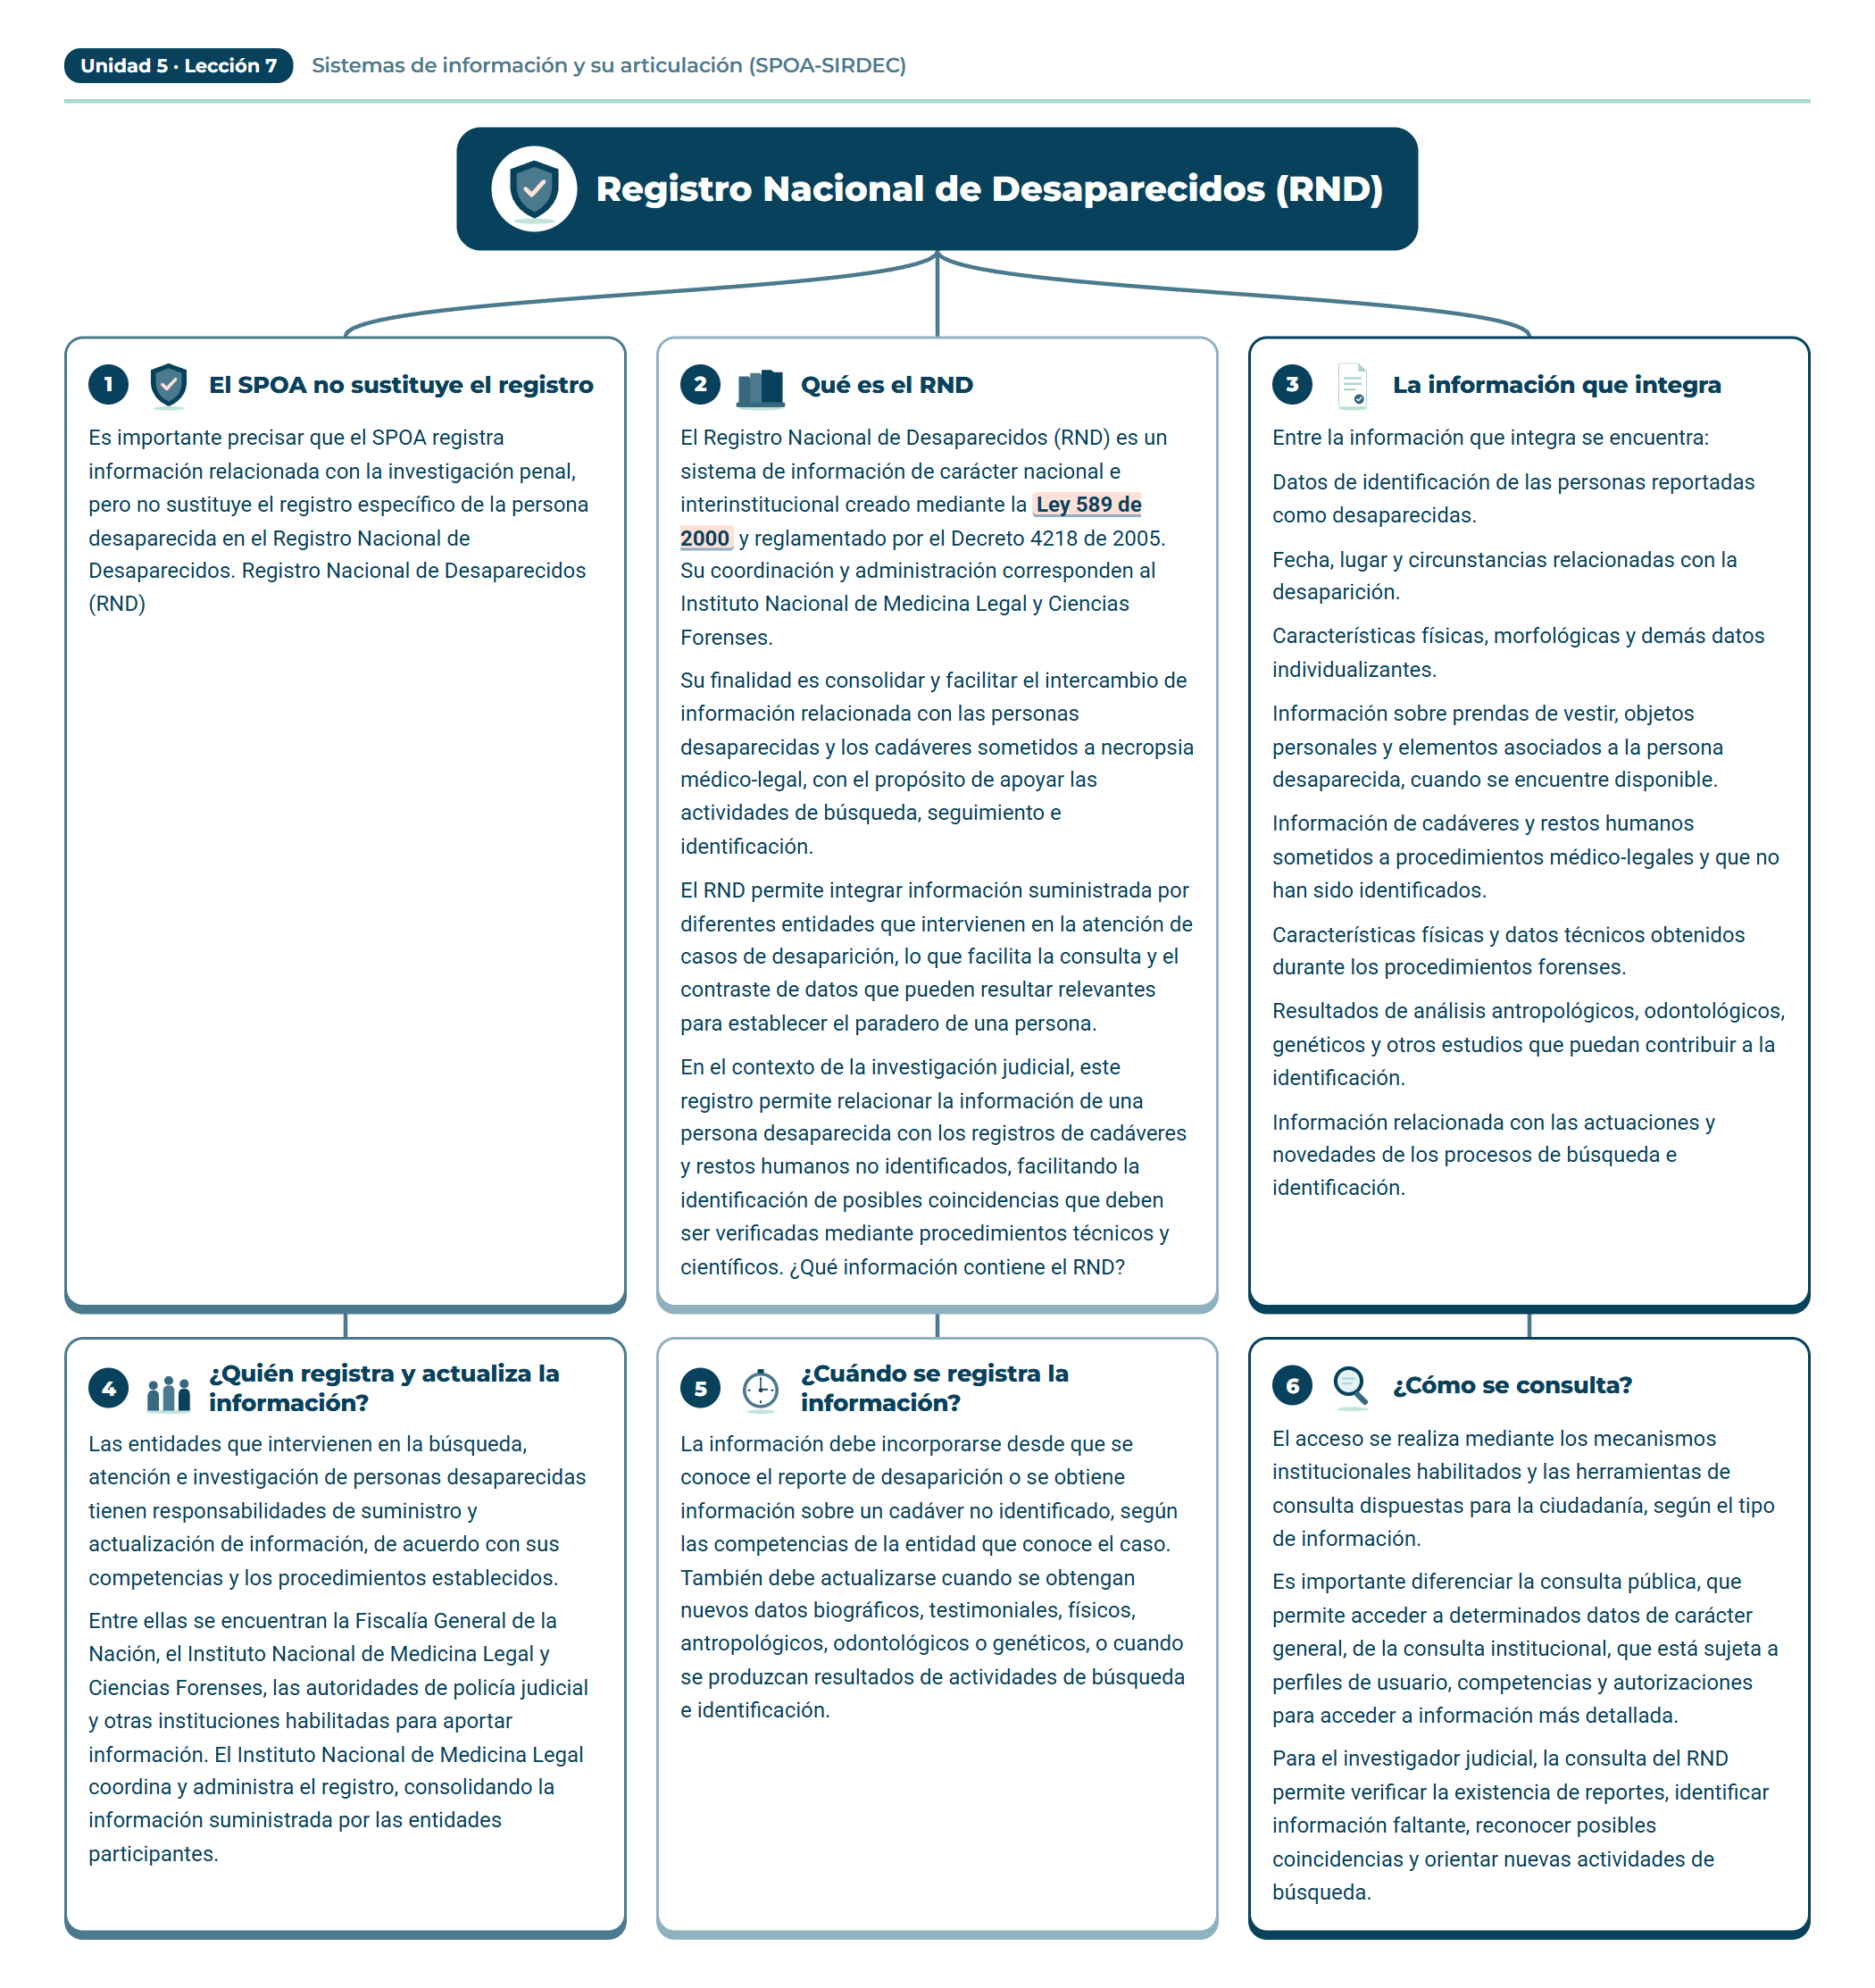 Unidad 5 · Lección 7
Sistemas de información y su articulación (SPOA-SIRDEC)
Registro Nacional de Desaparecidos (RND)
1
El SPOA no sustituye el registro
Es importante precisar que el SPOA registra
información relacionada con la investigación penal,
pero no sustituye el registro específico de la persona
desaparecida en el Registro Nacional de
Desaparecidos. Registro Nacional de Desaparecidos
(RND)
2
Qué es el RND
El Registro Nacional de Desaparecidos (RND) es un
sistema de información de carácter nacional e
interinstitucional creado mediante la Ley 589 de
2000 y reglamentado por el Decreto 4218 de 2005.
Su coordinación y administración corresponden al
Instituto Nacional de Medicina Legal y Ciencias
Forenses.
Su finalidad es consolidar y facilitar el intercambio de
información relacionada con las personas
desaparecidas y los cadáveres sometidos a necropsia
médico-legal, con el propósito de apoyar las
actividades de búsqueda, seguimiento e
identificación.
El RND permite integrar información suministrada por
diferentes entidades que intervienen en la atención de
casos de desaparición, lo que facilita la consulta y el
contraste de datos que pueden resultar relevantes
para establecer el paradero de una persona.
En el contexto de la investigación judicial, este
registro permite relacionar la información de una
persona desaparecida con los registros de cadáveres
y restos humanos no identificados, facilitando la
identificación de posibles coincidencias que deben
ser verificadas mediante procedimientos técnicos y
científicos. ¿Qué información contiene el RND?
3
La información que integra
Entre la información que integra se encuentra:
Datos de identificación de las personas reportadas
como desaparecidas.
Fecha, lugar y circunstancias relacionadas con la
desaparición.
Características físicas, morfológicas y demás datos
individualizantes.
Información sobre prendas de vestir, objetos
personales y elementos asociados a la persona
desaparecida, cuando se encuentre disponible.
Información de cadáveres y restos humanos
sometidos a procedimientos médico-legales y que no
han sido identificados.
Características físicas y datos técnicos obtenidos
durante los procedimientos forenses.
Resultados de análisis antropológicos, odontológicos,
genéticos y otros estudios que puedan contribuir a la
identificación.
Información relacionada con las actuaciones y
novedades de los procesos de búsqueda e
identificación.
4
¿Quién registra y actualiza la
información?
Las entidades que intervienen en la búsqueda,
atención e investigación de personas desaparecidas
tienen responsabilidades de suministro y
actualización de información, de acuerdo con sus
competencias y los procedimientos establecidos.
Entre ellas se encuentran la Fiscalía General de la
Nación, el Instituto Nacional de Medicina Legal y
Ciencias Forenses, las autoridades de policía judicial
y otras instituciones habilitadas para aportar
información. El Instituto Nacional de Medicina Legal
coordina y administra el registro, consolidando la
información suministrada por las entidades
participantes.
5
¿Cuándo se registra la
información?
La información debe incorporarse desde que se
conoce el reporte de desaparición o se obtiene
información sobre un cadáver no identificado, según
las competencias de la entidad que conoce el caso.
También debe actualizarse cuando se obtengan
nuevos datos biográficos, testimoniales, físicos,
antropológicos, odontológicos o genéticos, o cuando
se produzcan resultados de actividades de búsqueda
e identificación.
6
¿Cómo se consulta?
El acceso se realiza mediante los mecanismos
institucionales habilitados y las herramientas de
consulta dispuestas para la ciudadanía, según el tipo
de información.
Es importante diferenciar la consulta pública, que
permite acceder a determinados datos de carácter
general, de la consulta institucional, que está sujeta a
perfiles de usuario, competencias y autorizaciones
para acceder a información más detallada.
Para el investigador judicial, la consulta del RND
permite verificar la existencia de reportes, identificar
información faltante, reconocer posibles
coincidencias y orientar nuevas actividades de
búsqueda.